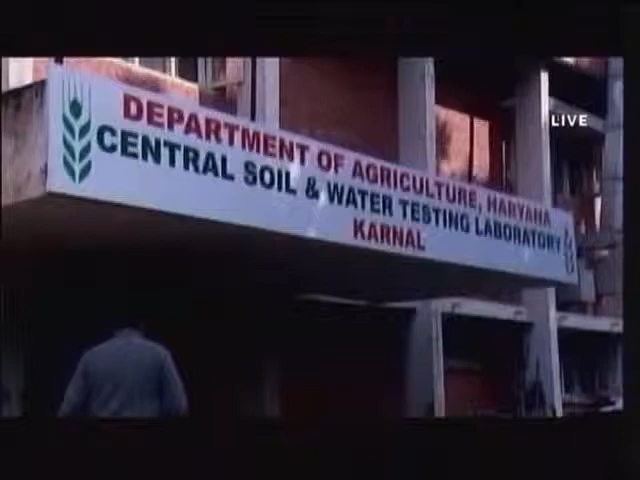 LIVE
DEPARTMENT OF AGRICULTURE, HARYANA
CENTRAL SOIL & WATER TESTING LABORATORY
KARNAL